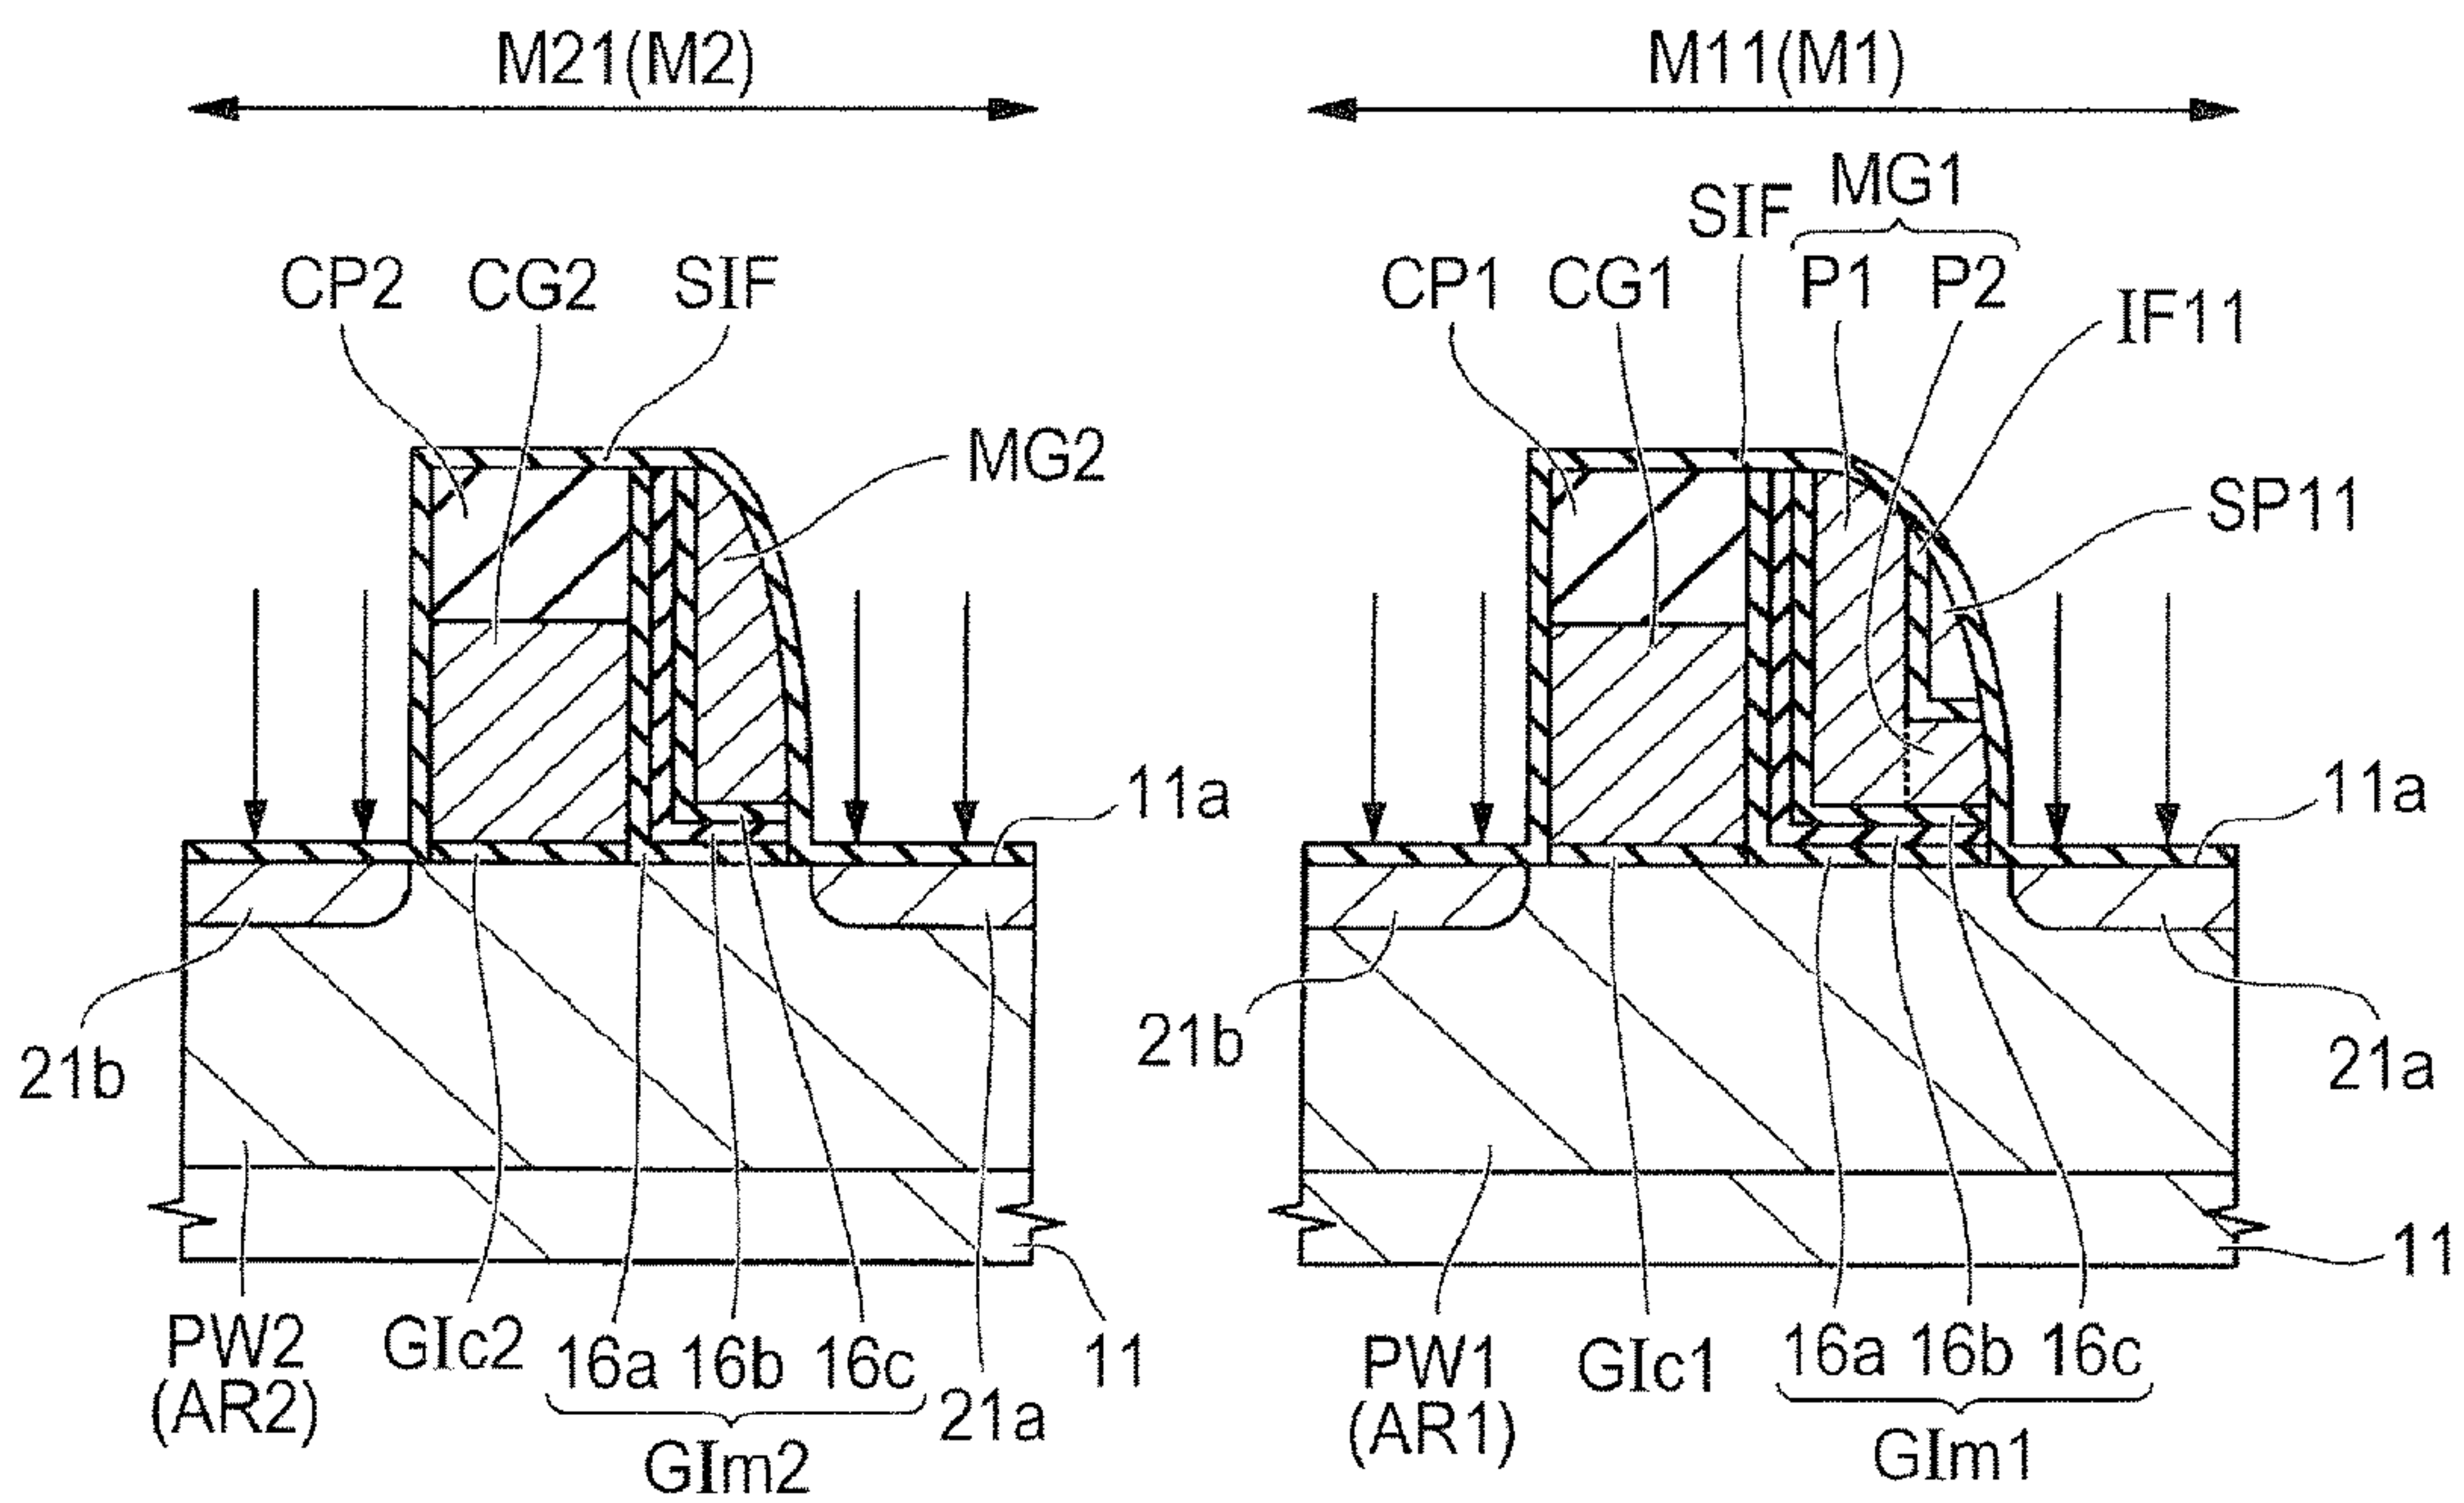 M21(M2) M11(M1)
MG1
SIF
CP2 CG2 SIF CP1 CG1 P1 P2 IF11
MG2 SP11
11a 11a
21b 21b 21a
11
PW2 GIc2 16a 16b 16c 11 PW1 GIc1 16a 16b 16c
(AR2) 21a (AR1)
GIm2 GIm1